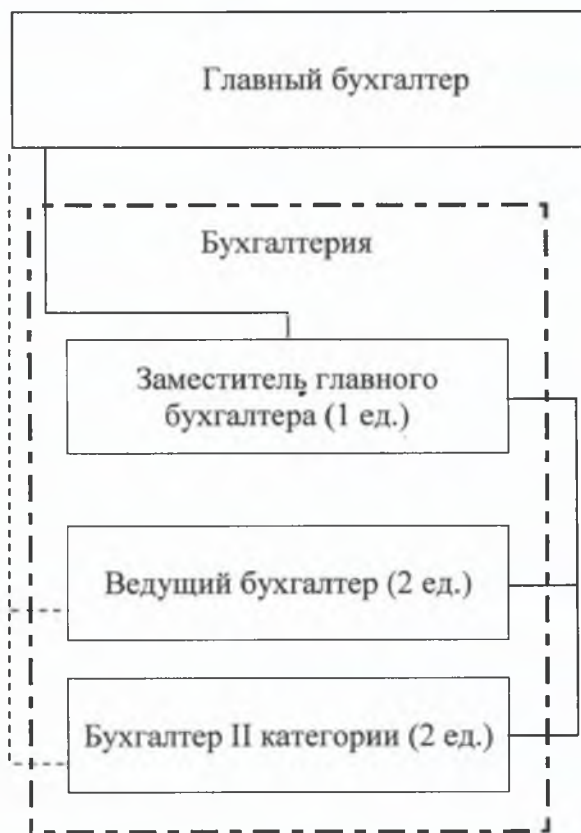 Главный бухгалтер
Бухгалтерия
Заместитель главного
бухгалтера (1 ед.)
Ведущий бухгалтер (2 ед.)
Бухгалтер II категории (2 ед.)